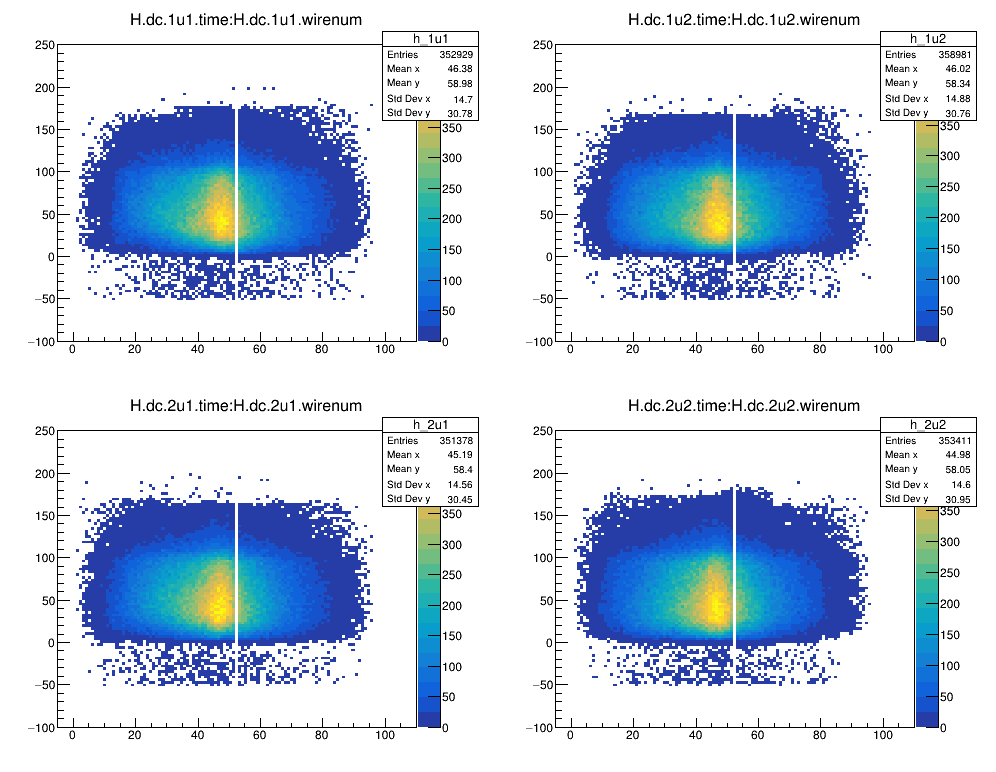 H.dc.1u1.time:H.dc.1u1.wirenum
h_1u1
Entries 352929
Mean x 46.38
Mean y 58.98
Std Dev x 14.7
Std Dev y 30.78
250
200
150
100
50
0
−50
−100
0 20 40 60 80 100
350
300
250
200
150
100
50
0
H.dc.1u2.time:H.dc.1u2.wirenum
h_1u2
Entries 358981
Mean x 46.02
Mean y 58.34
Std Dev x 14.88
Std Dev y 30.76
250
200
150
100
50
0
−50
−100
0 20 40 60 80 100
350
300
250
200
150
100
50
0
H.dc.2u1.time:H.dc.2u1.wirenum
h_2u1
Entries 351378
Mean x 45.19
Mean y 58.4
Std Dev x 14.56
Std Dev y 30.45
250
200
150
100
50
0
−50
−100
0 20 40 60 80 100
350
300
250
200
150
100
50
0
H.dc.2u2.time:H.dc.2u2.wirenum
h_2u2
Entries 353411
Mean x 44.98
Mean y 58.05
Std Dev x 14.6
Std Dev y 30.95
250
200
150
100
50
0
−50
−100
0 20 40 60 80 100
350
300
250
200
150
100
50
0